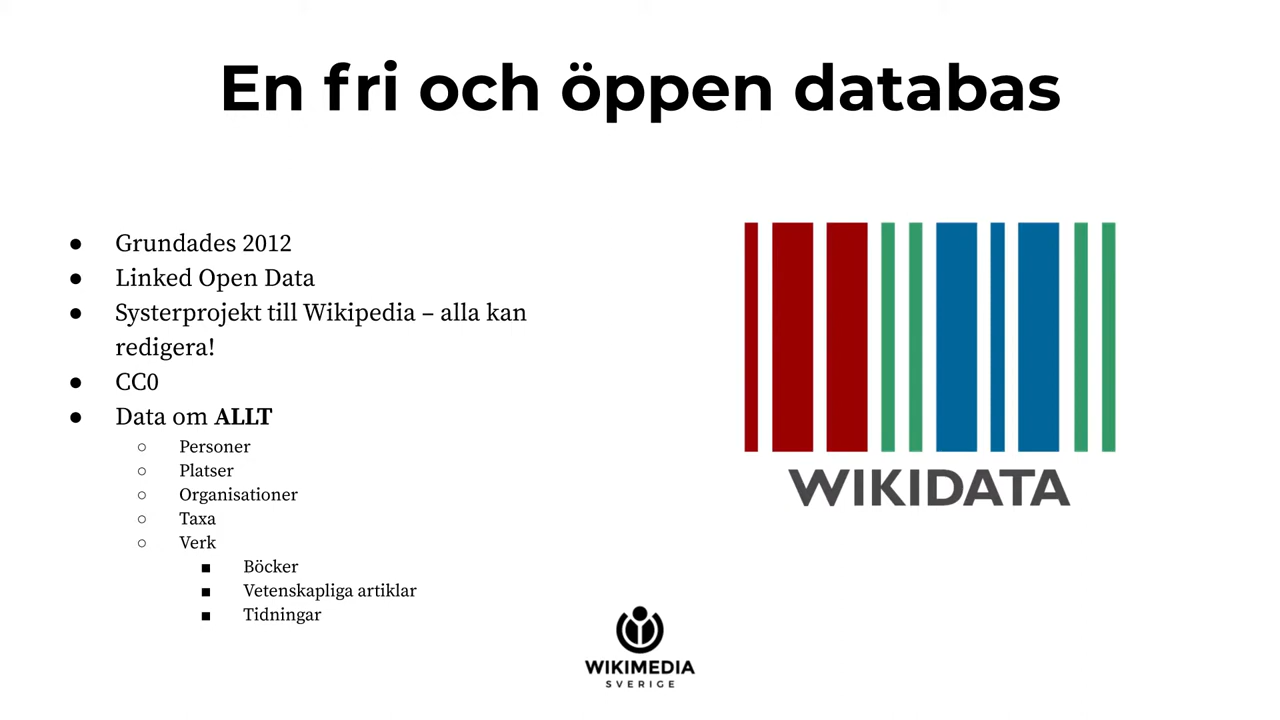 En fri och öppen databas
● Grundades 2012
● Linked Open Data
● Systerprojekt till Wikipedia – alla kan
redigera!
● CC0
● Data om ALLT
○ Personer
○ Platser
○ Organisationer
○ Taxa
○ Verk
■ Böcker
■ Vetenskapliga artiklar
■ Tidningar
WIKIDATA
WIKIMEDIA
SVERIGE